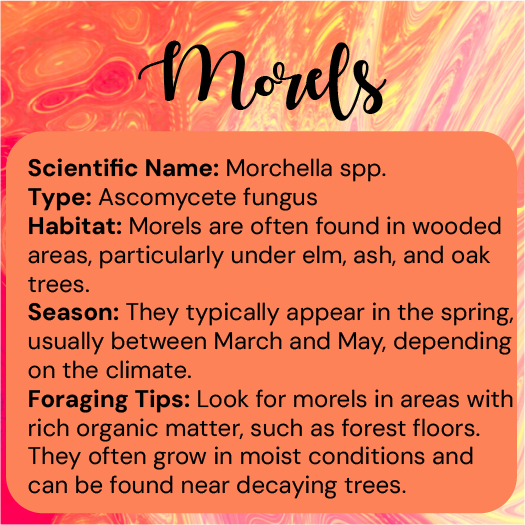 Morels
Scientific Name: Morchella spp.
Type: Ascomycete fungus
Habitat: Morels are often found in wooded
areas, particularly under elm, ash, and oak
trees.
Season: They typically appear in the spring,
usually between March and May, depending
on the climate.
Foraging Tips: Look for morels in areas with
rich organic matter, such as forest floors.
They often grow in moist conditions and
can be found near decaying trees.